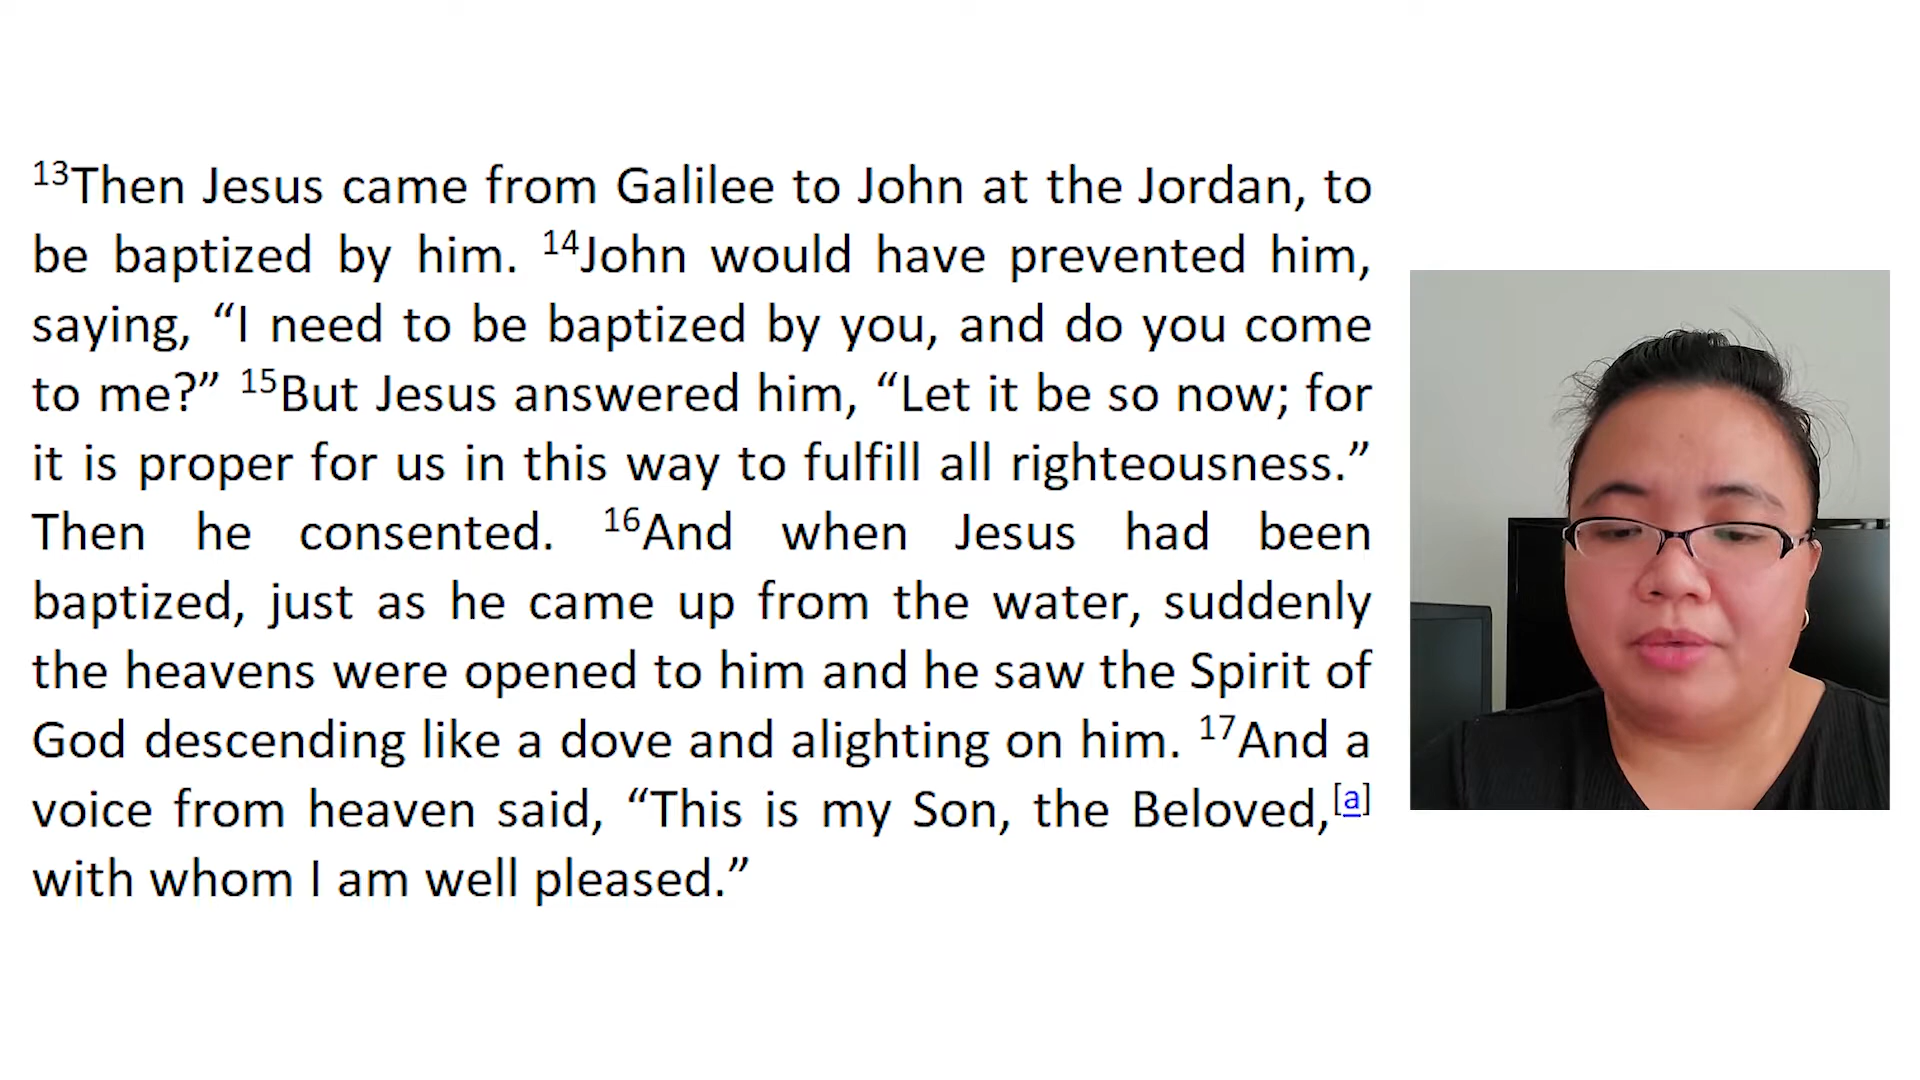 13Then Jesus came from Galilee to John at the Jordan, to
be baptized by him. 14John would have prevented him,
saying, “I need to be baptized by you, and do you come
to me?” 15But Jesus answered him, “Let it be so now; for
it is proper for us in this way to fulfill all righteousness.”
Then he consented. 16And when Jesus had been
baptized, just as he came up from the water, suddenly
the heavens were opened to him and he saw the Spirit of
God descending like a dove and alighting on him. 17And a
voice from heaven said, “This is my Son, the Beloved,[a]
with whom I am well pleased.”